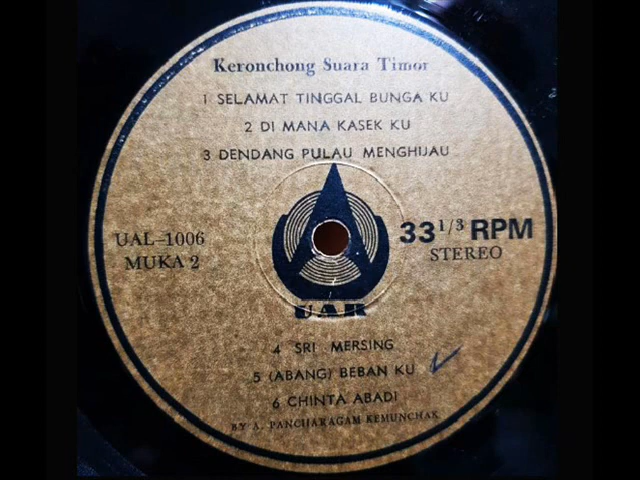 Keronchong Suara Timor
1 SELAMAT TINGGAL BUNGA KU
2 DI MANA KASEK KU
3 DENDANG PULAU MENGHIJAU
UAL-1006
MUKA 2
33 1/3 RPM
STEREO
UAR
4 SRI MERSING
5 (ABANG) BEBAN KU
6 CHINTA ABADI
BY A. PANCHARAGAM KEMUNCHAK